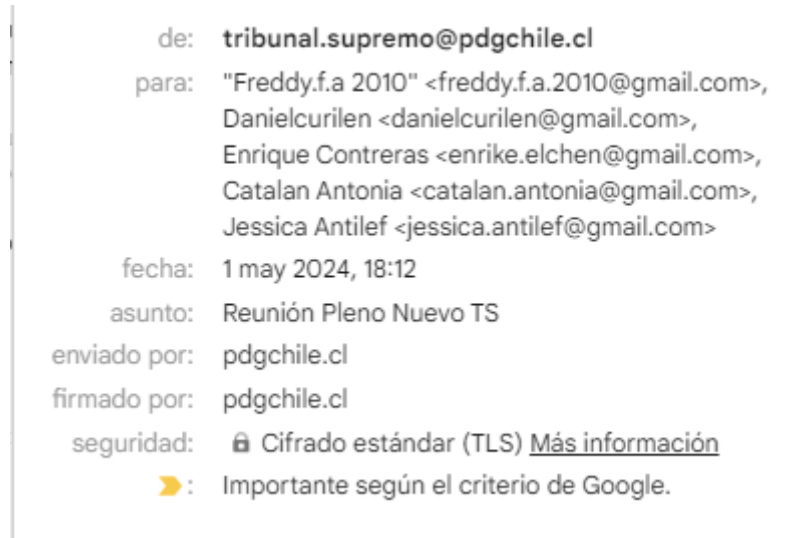 de: tribunal.supremo@pdgchile.cl
para: "Freddy.f.a 2010" <freddy.f.a.2010@gmail.com>,
Danielcurilen <danielcurilen@gmail.com>,
Enrique Contreras <enrike.elchen@gmail.com>,
Catalan Antonia <catalan.antonia@gmail.com>,
Jessica Antilef <jessica.antilef@gmail.com>
fecha: 1 may 2024, 18:12
asunto: Reunión Pleno Nuevo TS
enviado por: pdgchile.cl
firmado por: pdgchile.cl
seguridad: Cifrado estándar (TLS) Más información
: Importante según el criterio de Google.